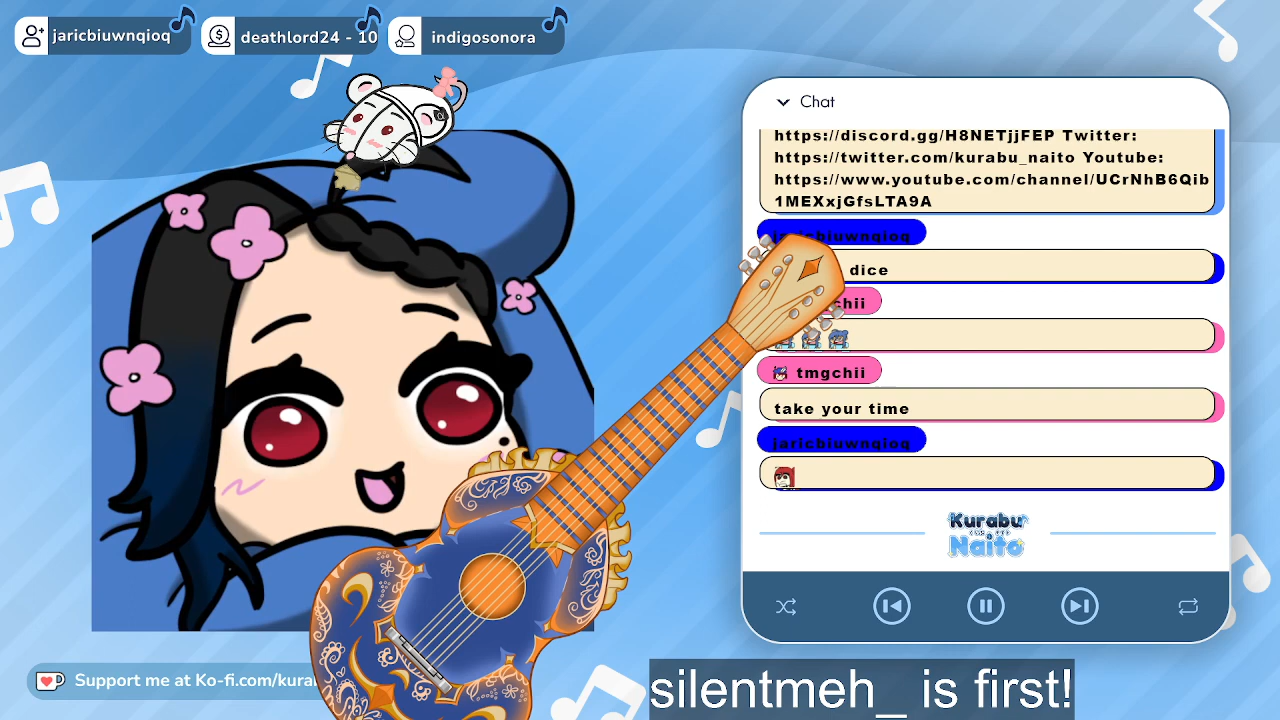 jaricbiuwnqioq
deathlord24 - 10
indigosonora
Chat
https://discord.gg/H8NETjjFEP Twitter:
https://twitter.com/kurabu_naito Youtube:
https://www.youtube.com/channel/UCrNhB6Qib
1MEXxjGfsLTA9A
jaricbiuwnqioq
dice
chii
tmgchii
take your time
jaricbiuwnqioq
Kurabu
Naito
Support me at Ko-fi.com/kura
silentmeh_ is first!